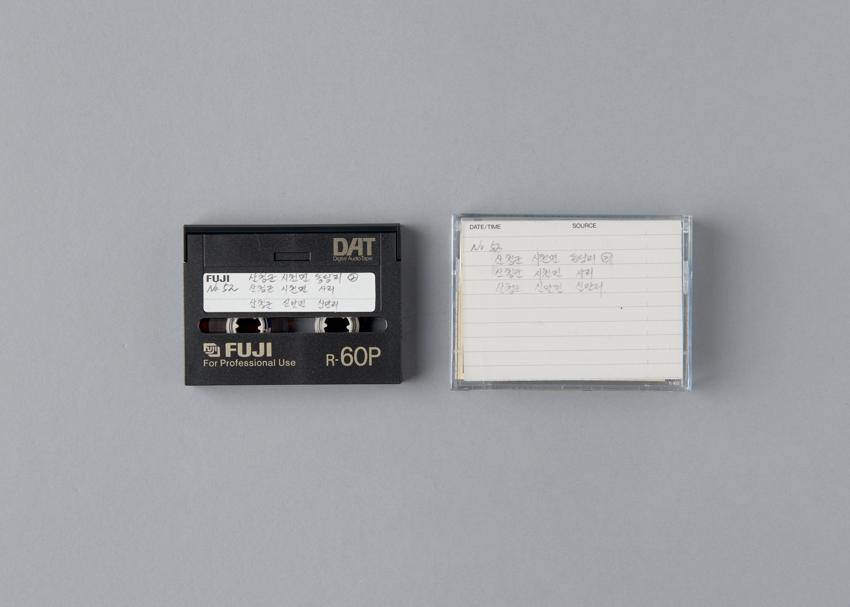 DAT
Digital Audio Tape
FUJI 산청군 시천면 동당리 ②
No 52 산청군 시천면 사리
산청군 신안면 신안리
FUJI FUJI
For Professional Use
R-60P
DATE/TIME SOURCE
No 52
산청군 시천면 동당리 ②
산청군 시천면 사리
산청군 신안면 신안리